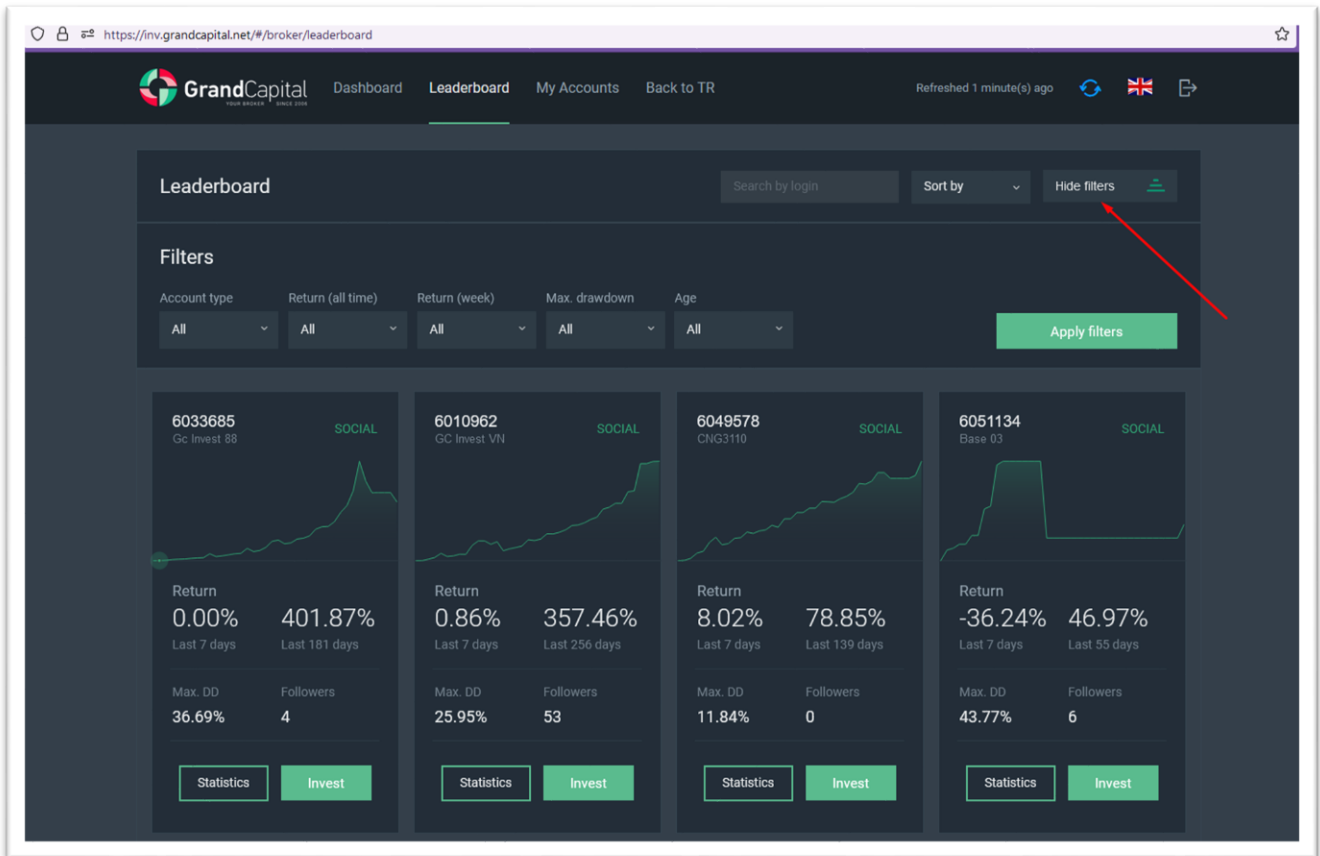 https://inv.grandcapital.net/#/broker/leaderboard
GrandCapital
YOUR BROKER SINCE 2006
Dashboard Leaderboard My Accounts Back to TR
Refreshed 1 minute(s) ago
Leaderboard
Search by login
Sort by
Hide filters
Filters
Account type Return (all time) Return (week) Max. drawdown Age
All All All All All
Apply filters
6033685
SOCIAL
Gc Invest 88
Return
0.00% 401.87%
Last 7 days Last 181 days
Max. DD Followers
36.69% 4
Statistics Invest
6010962
SOCIAL
GC Invest VN
Return
0.86% 357.46%
Last 7 days Last 256 days
Max. DD Followers
25.95% 53
Statistics Invest
6049578
SOCIAL
CNG3110
Return
8.02% 78.85%
Last 7 days Last 139 days
Max. DD Followers
11.84% 0
Statistics Invest
6051134
SOCIAL
Base 03
Return
-36.24% 46.97%
Last 7 days Last 55 days
Max. DD Followers
43.77% 6
Statistics Invest